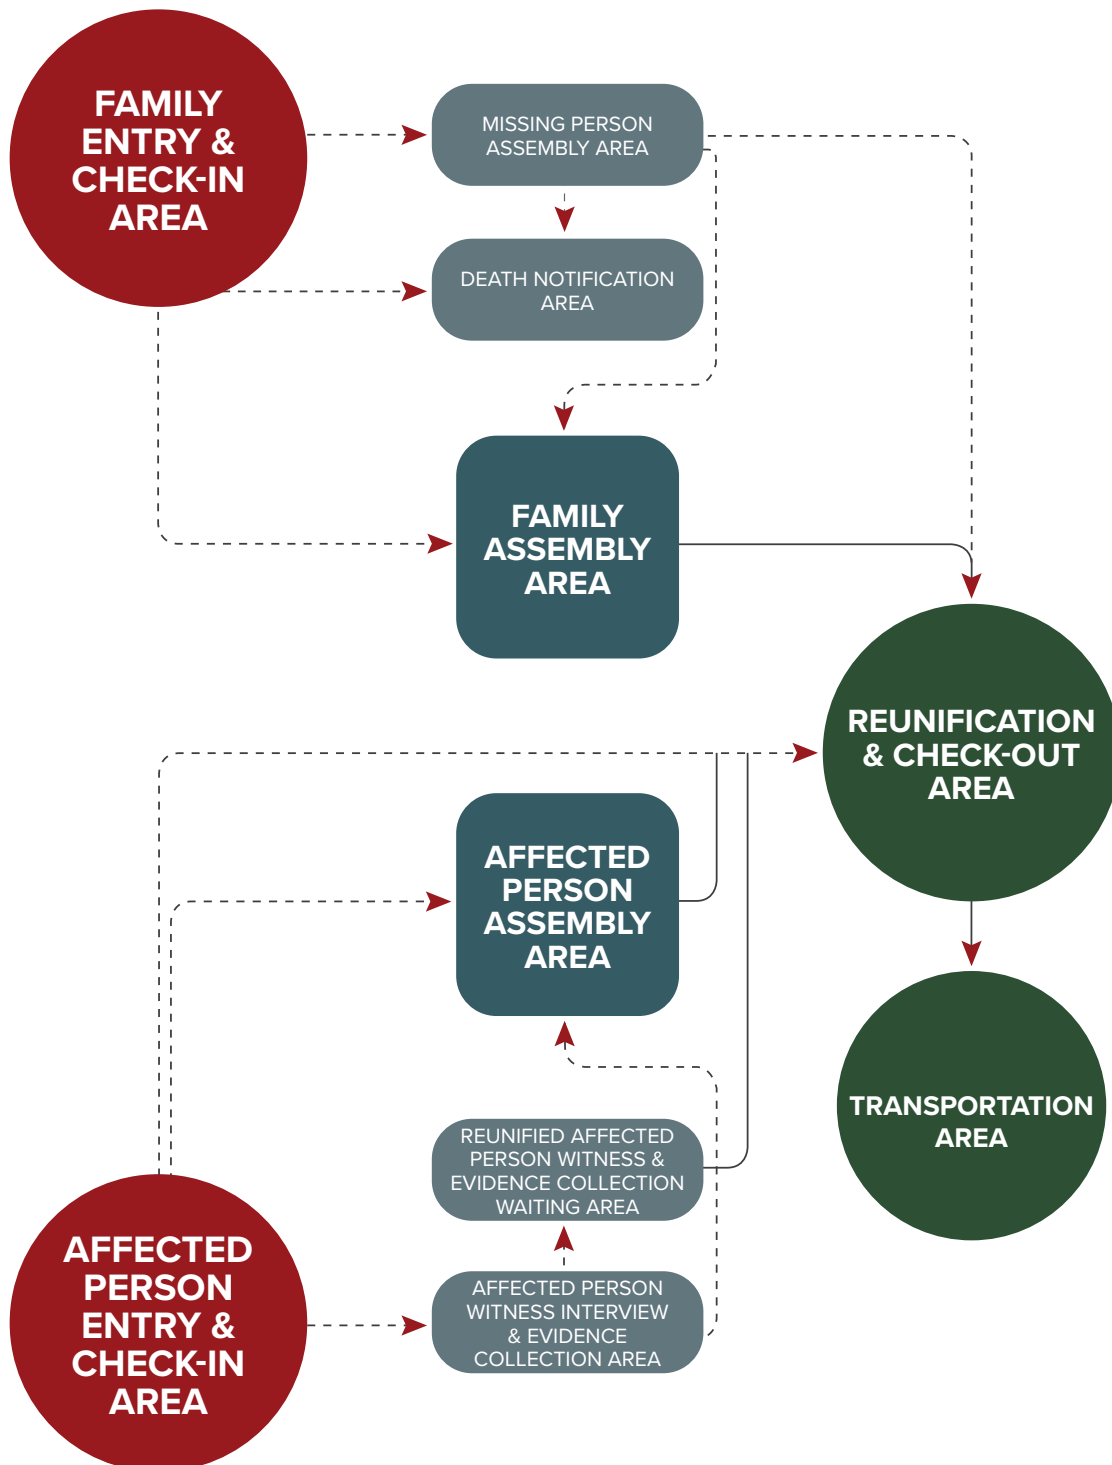 FAMILY
ENTRY &
CHECK-IN
AREA
MISSING PERSON
ASSEMBLY AREA
DEATH NOTIFICATION
AREA
FAMILY
ASSEMBLY
AREA
REUNIFICATION
& CHECK-OUT
AREA
AFFECTED
PERSON
ASSEMBLY
AREA
TRANSPORTATION
AREA
REUNIFIED AFFECTED
PERSON WITNESS &
EVIDENCE COLLECTION
WAITING AREA
AFFECTED
PERSON
ENTRY &
CHECK-IN
AREA
AFFECTED PERSON
WITNESS INTERVIEW
& EVIDENCE
COLLECTION AREA